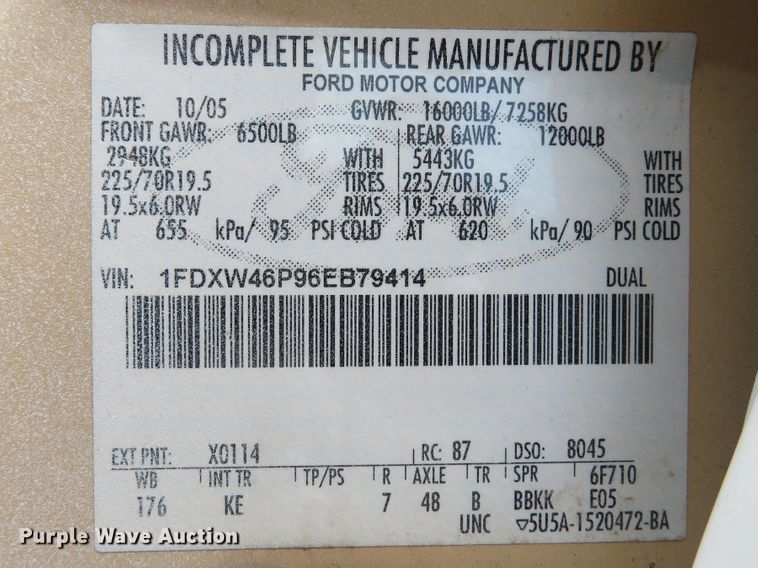 INCOMPLETE VEHICLE MANUFACTURED BY
FORD MOTOR COMPANY
DATE: 10/05 GVWR: 16000LB/ 7258KG
FRONT GAWR: 6500LB REAR GAWR: 12000LB
2948KG WITH 5443KG WITH
225/70R19.5 TIRES 225/70R19.5 TIRES
19.5x6.0RW RIMS 19.5x6.0RW RIMS
AT 655 kPa/ 95 PSI COLD AT 620 kPa/ 90 PSI COLD
VIN: 1FDXW46P96EB79414 DUAL
EXT PNT: X0114 RC: 87 DSO: 8045
WB INT TR TP/PS R AXLE TR SPR 6F710
176 KE 7 48 B BBKK E05
UNC ▽5U5A-1520472-BA
Purple Wave Auction